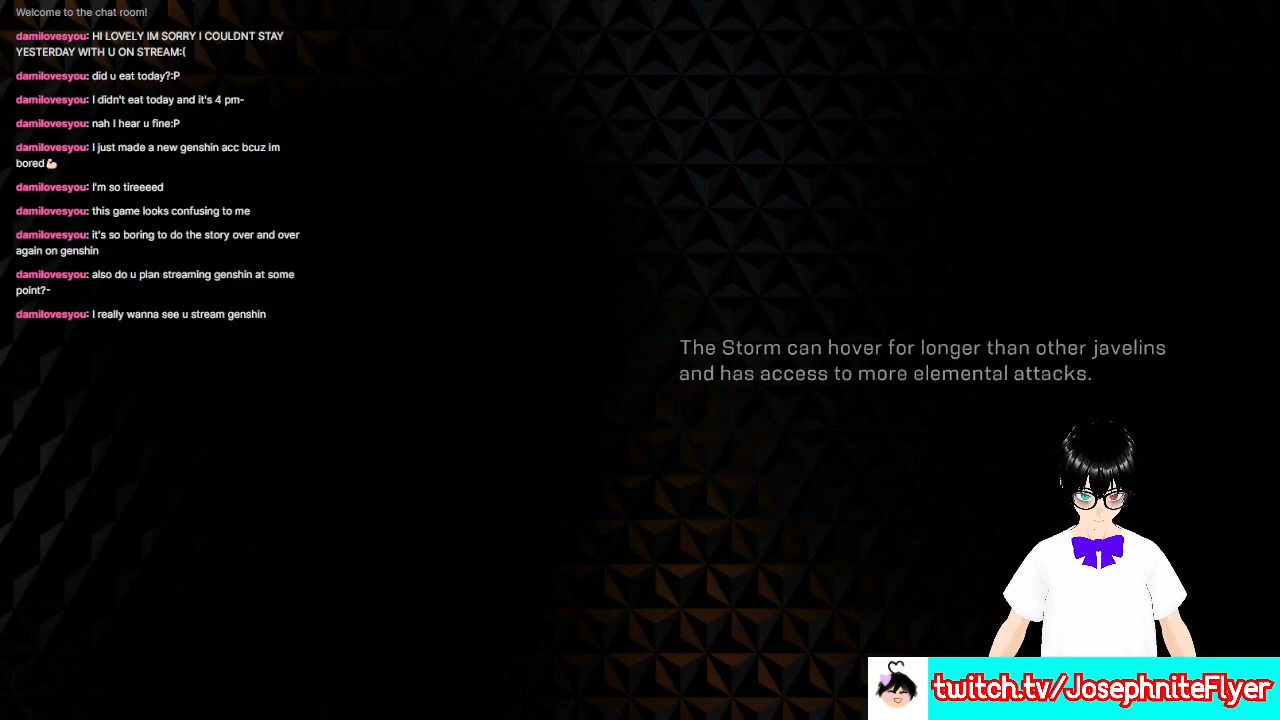 Welcome to the chat room!
damilovesyou: HI LOVELY IM SORRY I COULDNT STAY
YESTERDAY WITH U ON STREAM:(
damilovesyou: did u eat today?:P
damilovesyou: I didn't eat today and it's 4 pm-
damilovesyou: nah I hear u fine:P
damilovesyou: I just made a new genshin acc bcuz im
bored💪🏻
damilovesyou: I'm so tireeeed
damilovesyou: this game looks confusing to me
damilovesyou: it's so boring to do the story over and over
again on genshin
damilovesyou: also do u plan streaming genshin at some
point?-
damilovesyou: I really wanna see u stream genshin
The Storm can hover for longer than other javelins
and has access to more elemental attacks.
twitch.tv/JosephniteFlyer